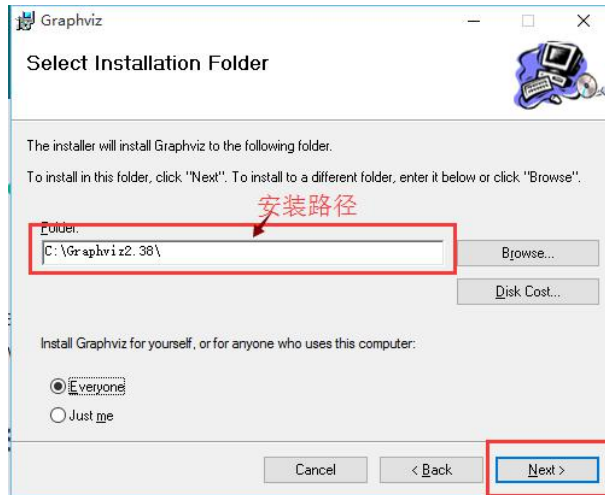 Graphviz
Select Installation Folder
The installer will install Graphviz to the following folder.
To install in this folder, click "Next". To install to a different folder, enter it below or click "Browse".
安装路径
Folder:
C:\Graphviz2.38\
Browse...
Disk Cost...
Install Graphviz for yourself, or for anyone who uses this computer:
Everyone
Just me
Cancel
< Back
Next >